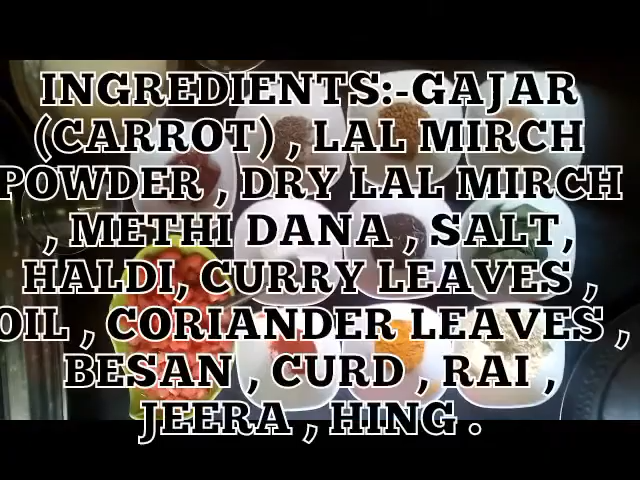 INGREDIENTS:-GAJAR
(CARROT) , LAL MIRCH
POWDER , DRY LAL MIRCH
, METHI DANA , SALT,
HALDI, CURRY LEAVES ,
OIL , CORIANDER LEAVES ,
BESAN , CURD , RAI ,
JEERA , HING .